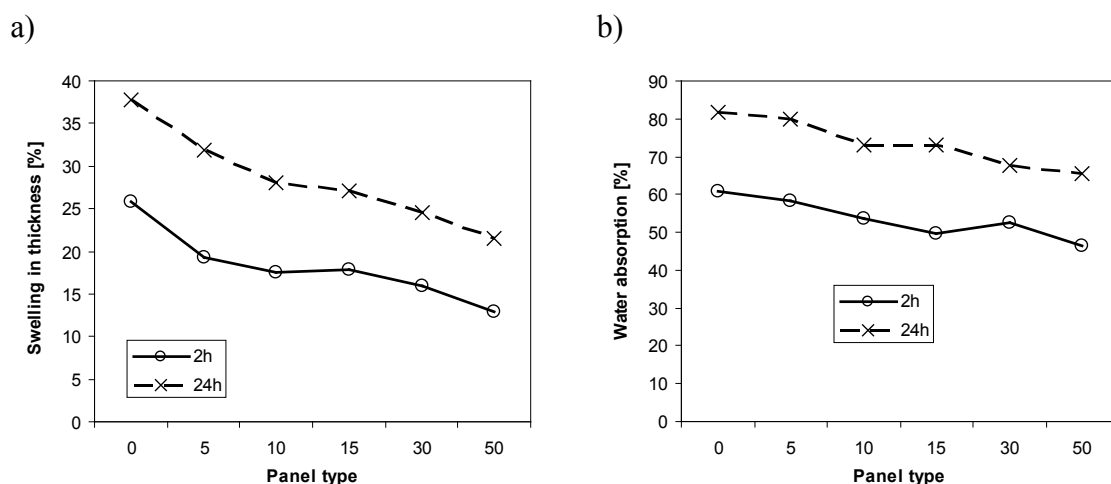 a)
40
35
30
25
20
15
10
5
0
Swelling in thickness [%]
2h
24h
0 5 10 15 30 50
Panel type
b)
90
80
70
60
50
40
30
20
10
0
Water absorption [%]
2h
24h
0 5 10 15 30 50
Panel type